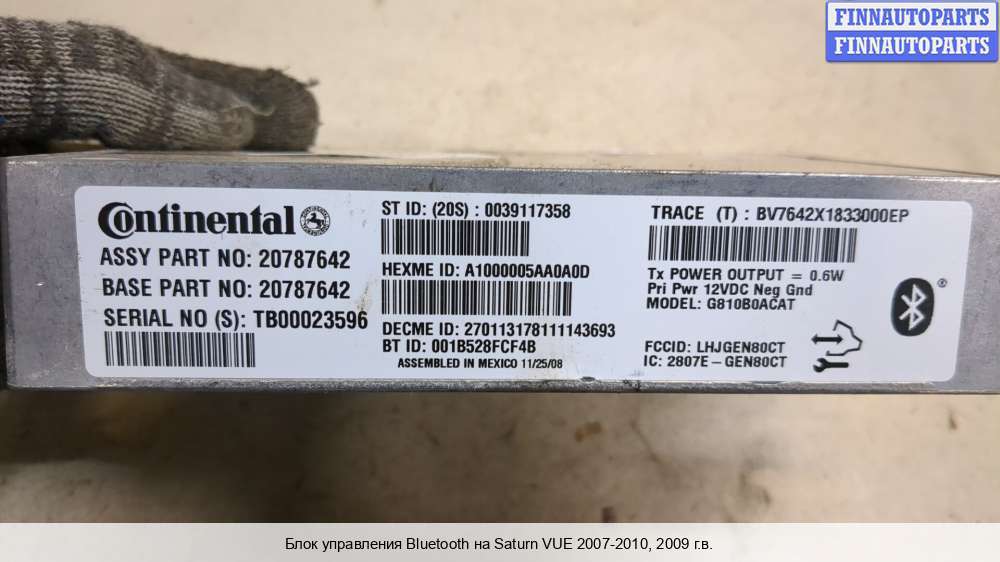 FINNAUTOPARTS
FINNAUTOPARTS
Continental
ASSY PART NO: 20787642
BASE PART NO: 20787642
SERIAL NO (S): TB00023596
ST ID: (20S) : 0039117358
HEXME ID: A1000005AA0A0D
DECME ID: 270113178111143693
BT ID: 001B528FCF4B
ASSEMBLED IN MEXICO 11/25/08
TRACE (T) : BV7642X1833000EP
Tx POWER OUTPUT = 0.6W
Pri Pwr 12VDC Neg Gnd
MODEL: G810B0ACAT
FCCID: LHJGEN80CT
IC: 2807E-GEN80CT
Блок управления Bluetooth на Saturn VUE 2007-2010, 2009 г.в.